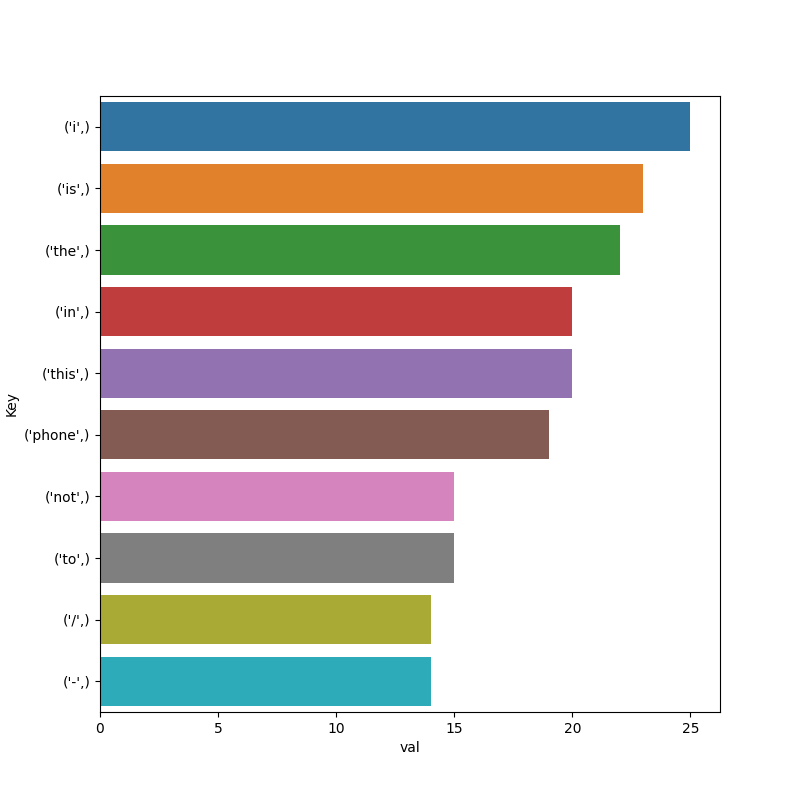 ('i',)
('is',)
('the',)
('in',)
('this',)
('phone',)
('not',)
('to',)
('/',)
('-',)
Key
0 5 10 15 20 25
val